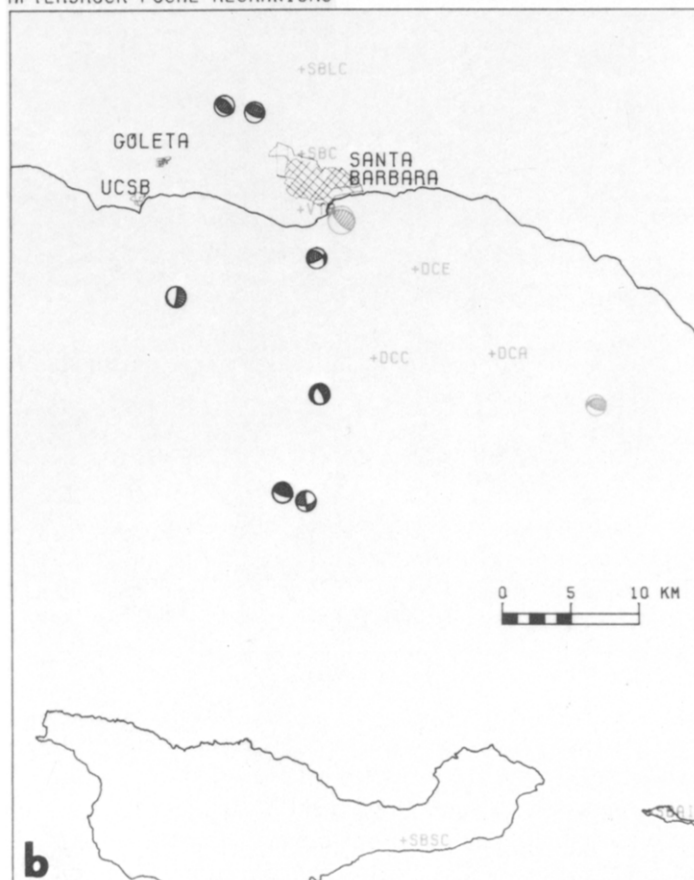 AFTERSHOCK FOCAL MECHANISMS
+SBLC
GOLETA
+SBC
SANTA
BARBARA
UCSB
+DCE
+DCC
+DCA
0 5 10 KM
+SBSC
b